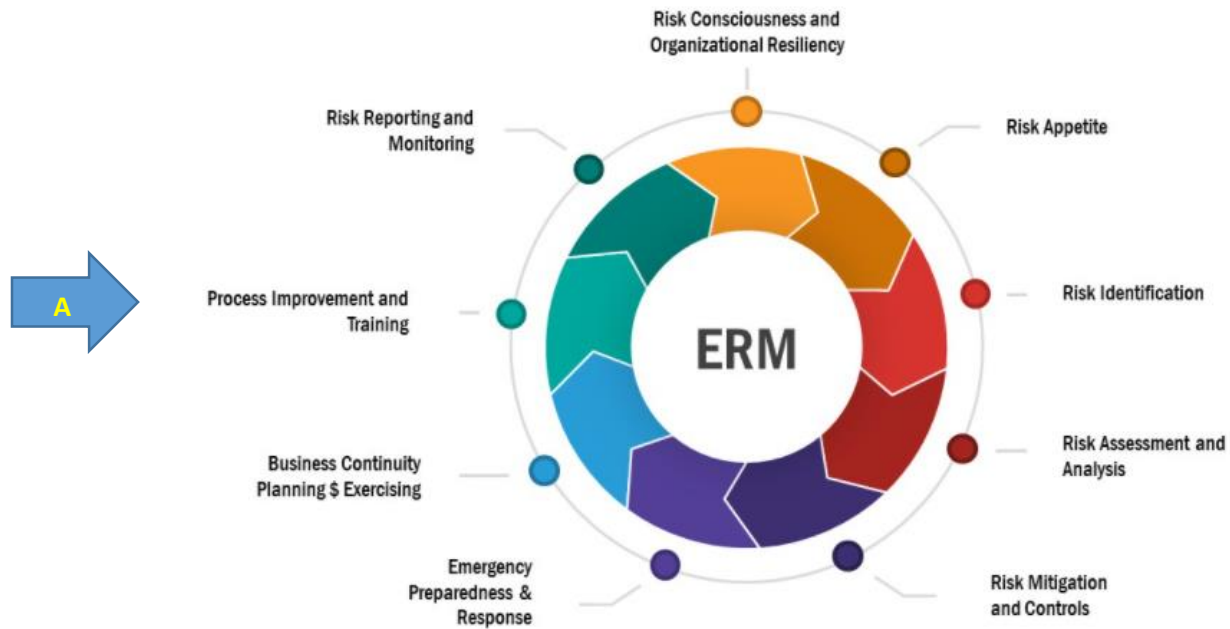 Risk Consciousness and
Organizational Resiliency
Risk Reporting and
Monitoring
Risk Appetite
A
Process Improvement and
Training
Risk Identification
ERM
Business Continuity
Planning $ Exercising
Risk Assessment and
Analysis
Emergency
Preparedness &
Response
Risk Mitigation
and Controls